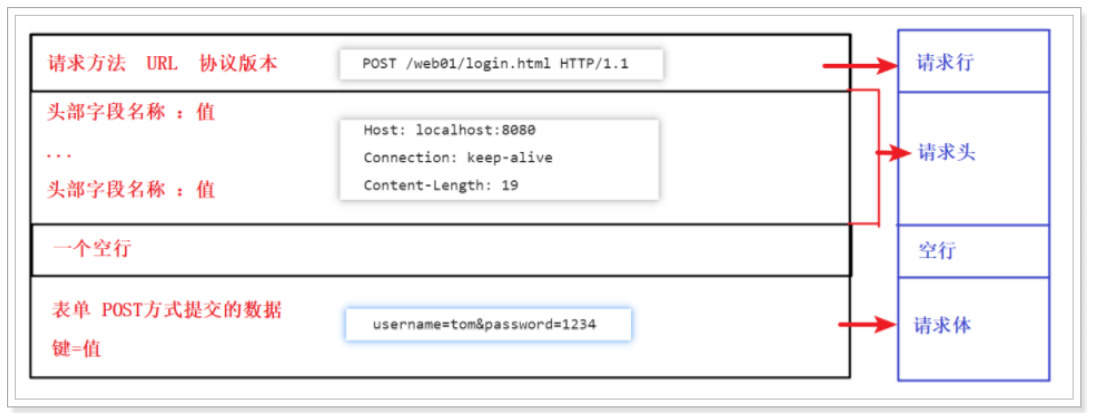 请求方法 URL 协议版本
POST /web01/login.html HTTP/1.1
请求行
头部字段名称 : 值
...
头部字段名称 : 值
Host: localhost:8080
Connection: keep-alive
Content-Length: 19
请求头
一个空行
空行
表单 POST方式提交的数据
键=值
username=tom&password=1234
请求体